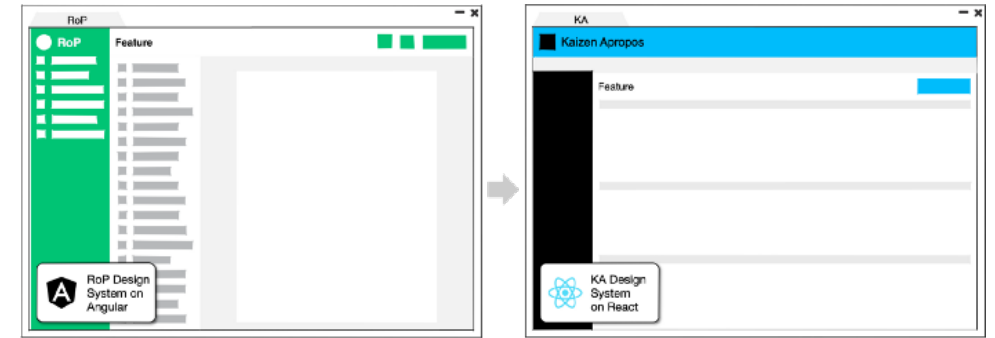 RoP
RoP
Feature
RoP Design
System on
Angular
KA
Kaizen Apropos
Feature
KA Design
System
on React